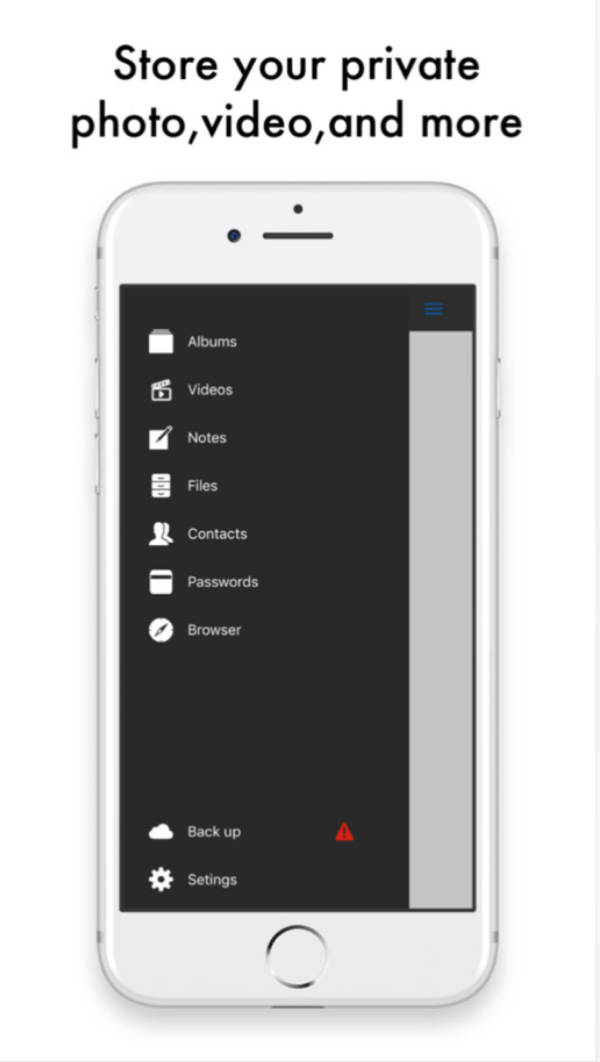 Store your private
photo,video,and more
Albums
Videos
Notes
Files
Contacts
Passwords
Browser
Back up
Setings